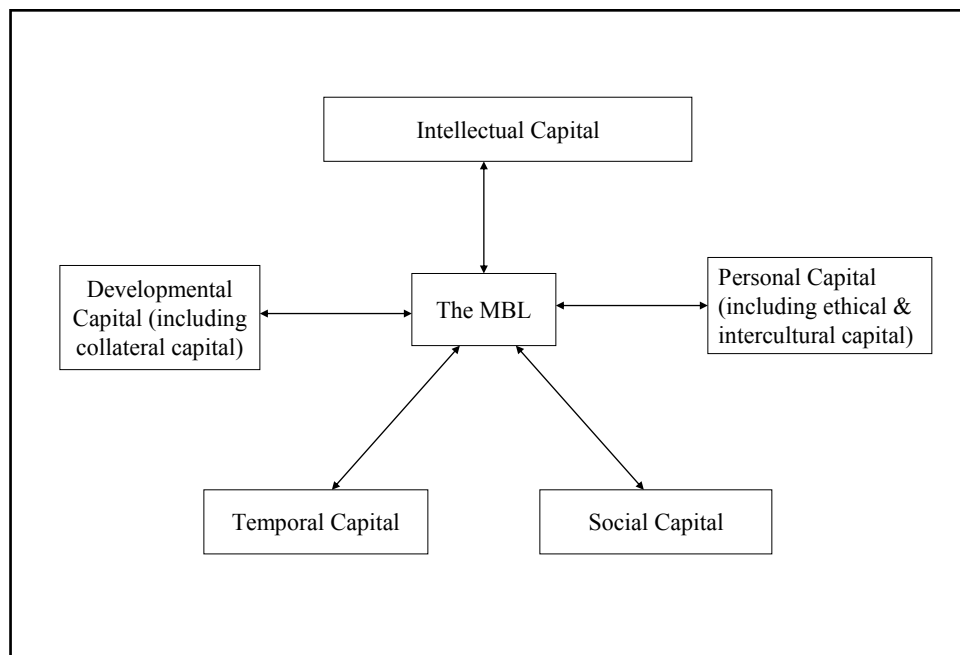 Intellectual Capital
Developmental
Capital (including
collateral capital)
The MBL
Personal Capital
(including ethical &
intercultural capital)
Temporal Capital
Social Capital